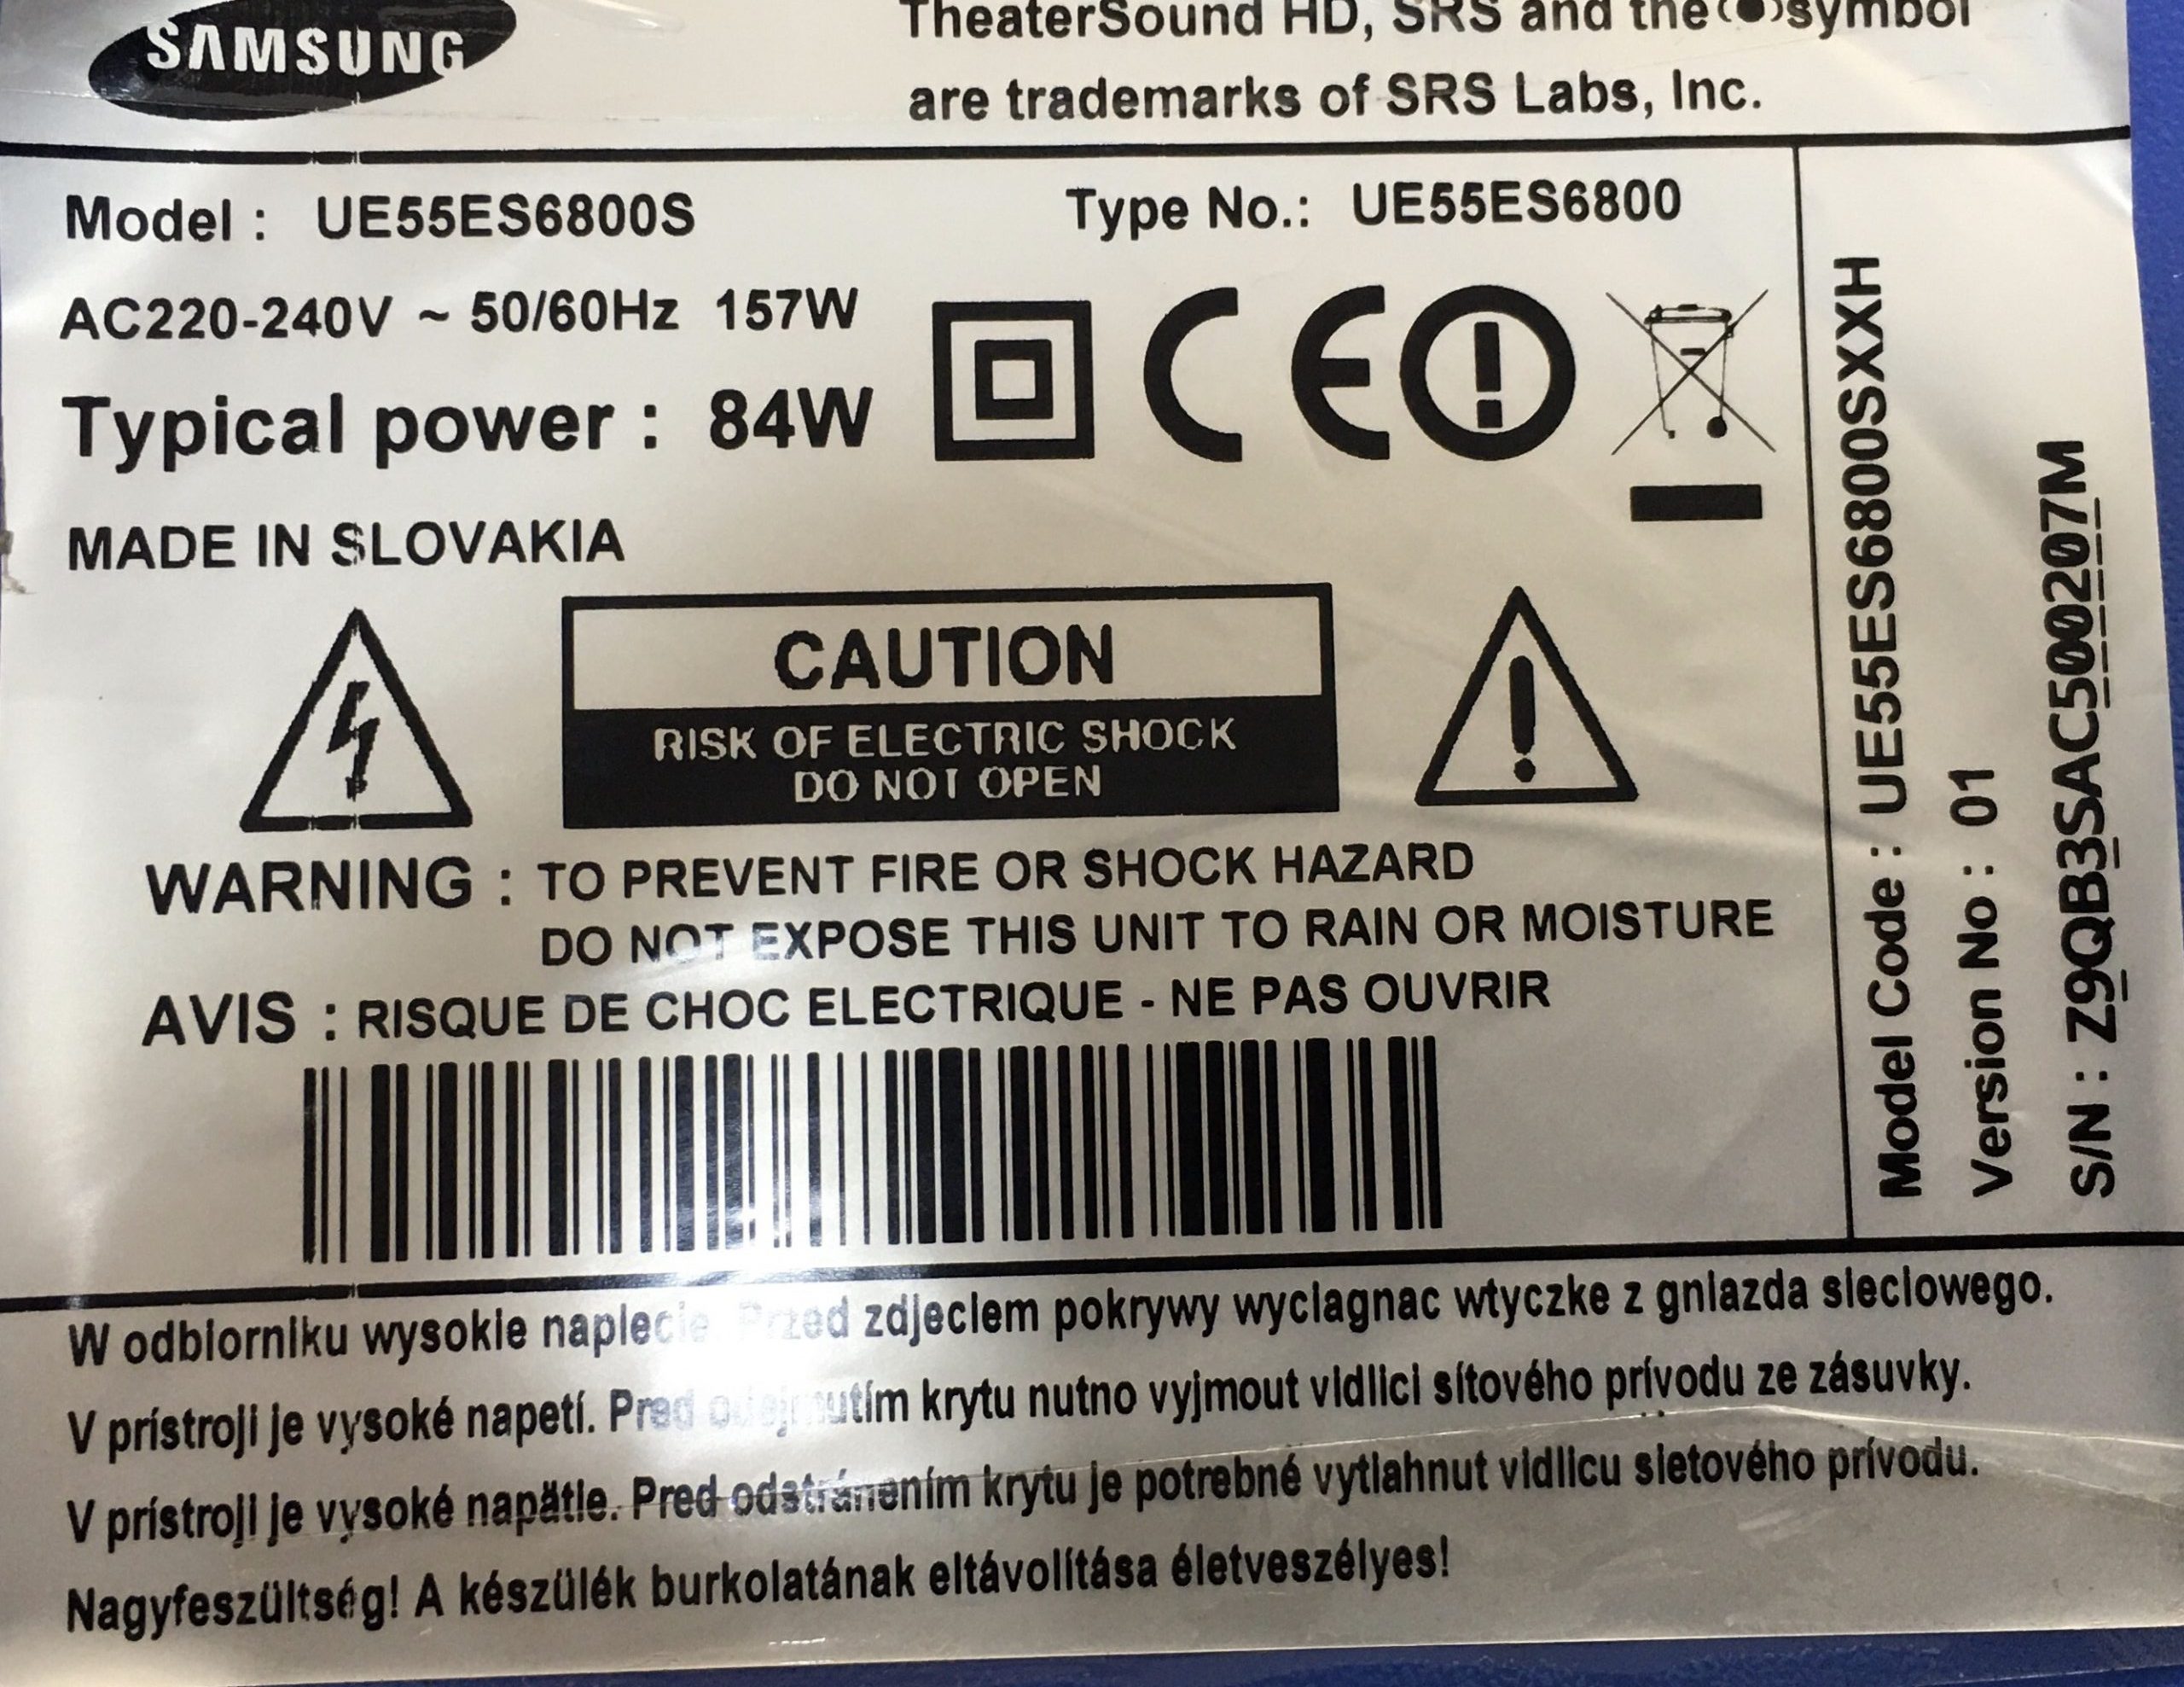 SAMSUNG
TheaterSound HD, SRS and the (●) symbol
are trademarks of SRS Labs, Inc.
Model : UE55ES6800S
Type No.: UE55ES6800
AC220-240V ~ 50/60Hz 157W
Typical power : 84W
MADE IN SLOVAKIA
CAUTION
RISK OF ELECTRIC SHOCK
DO NOT OPEN
WARNING : TO PREVENT FIRE OR SHOCK HAZARD
DO NOT EXPOSE THIS UNIT TO RAIN OR MOISTURE
AVIS : RISQUE DE CHOC ELECTRIQUE - NE PAS OUVRIR
Model Code : UE55ES6800SXXH
Version No : 01
S/N : Z9QB3SAC500207M
W odbiorniku wysokie napiecie. Przed zdjeciem pokrywy wyciagnac wtyczke z gniazda sieciowego.
V prístroji je vysoké napetí. Pred odejmutím krytu nutno vyjmout vidlici sítového prívodu ze zásuvky.
V prístroji je vysoké napätie. Pred odstránením krytu je potrebné vytiahnut vidlicu sietového prívodu.
Nagyfeszültség! A készülék burkolatának eltávolítása életveszélyes!